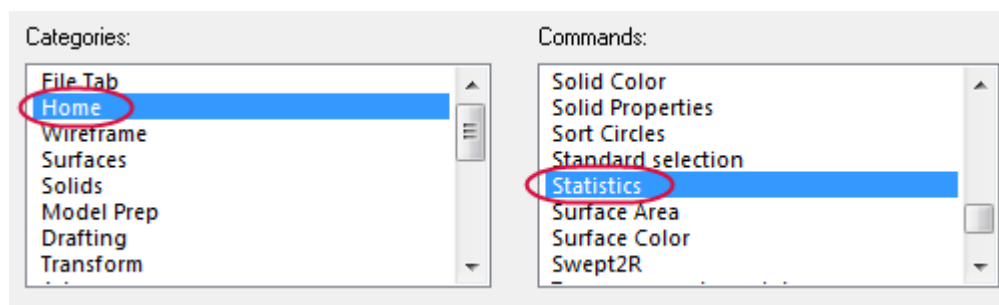 Categories:
File Tab
Home
Wireframe
Surfaces
Solids
Model Prep
Drafting
Transform
Commands:
Solid Color
Solid Properties
Sort Circles
Standard selection
Statistics
Surface Area
Surface Color
Swept2R